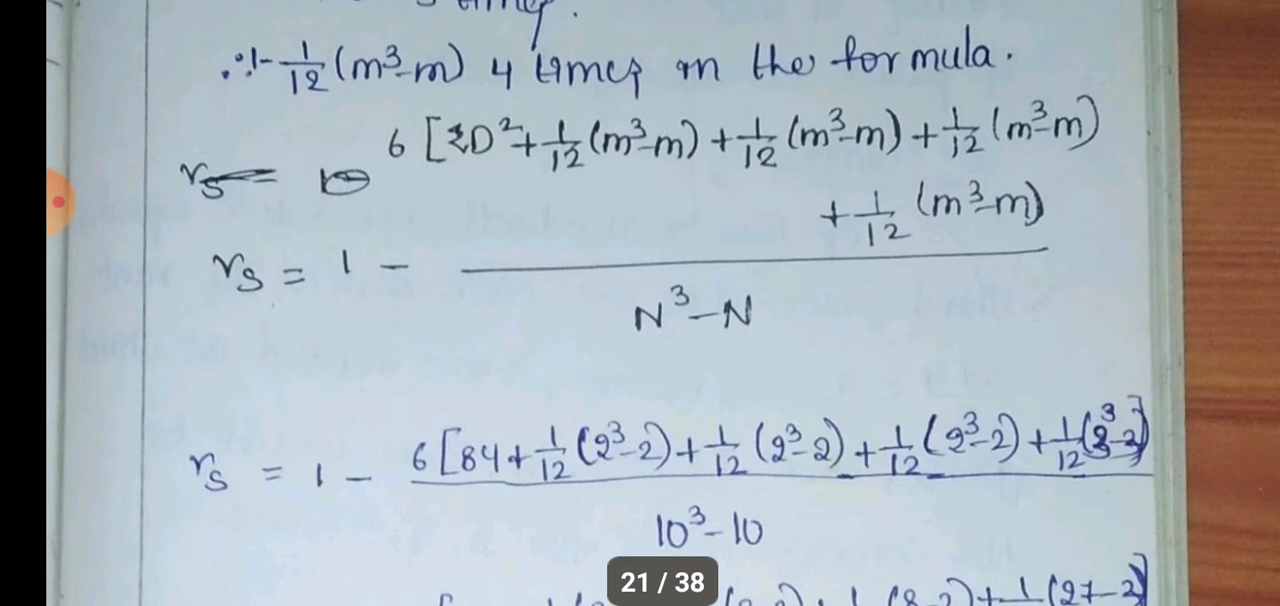 ∴ 1/12 (m³-m) 4 times in the formula.
6 [ΣD² + 1/12 (m³-m) + 1/12 (m³-m) + 1/12 (m³-m)
+ 1/12 (m³-m)
rs = 1 -
N³-N
rs = 1 - 6 [84 + 1/12 (2³-2) + 1/12 (2³-2) + 1/12 (2³-2) + 1/12 (3³-3)]
10³-10
21 / 38